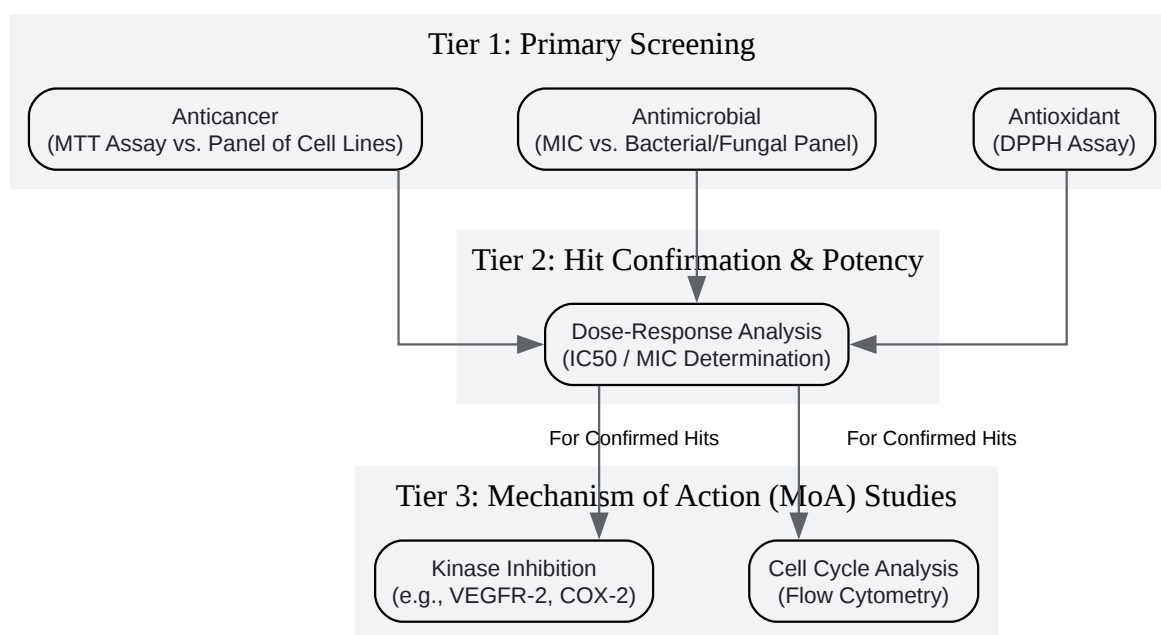 Tier 1: Primary Screening
Anticancer
(MTT Assay vs. Panel of Cell Lines)
Antimicrobial
(MIC vs. Bacterial/Fungal Panel)
Antioxidant
(DPPH Assay)
Tier 2: Hit Confirmation & Potency
Dose-Response Analysis
(IC50 / MIC Determination)
For Confirmed Hits
For Confirmed Hits
Tier 3: Mechanism of Action (MoA) Studies
Kinase Inhibition
(e.g., VEGFR-2, COX-2)
Cell Cycle Analysis
(Flow Cytometry)